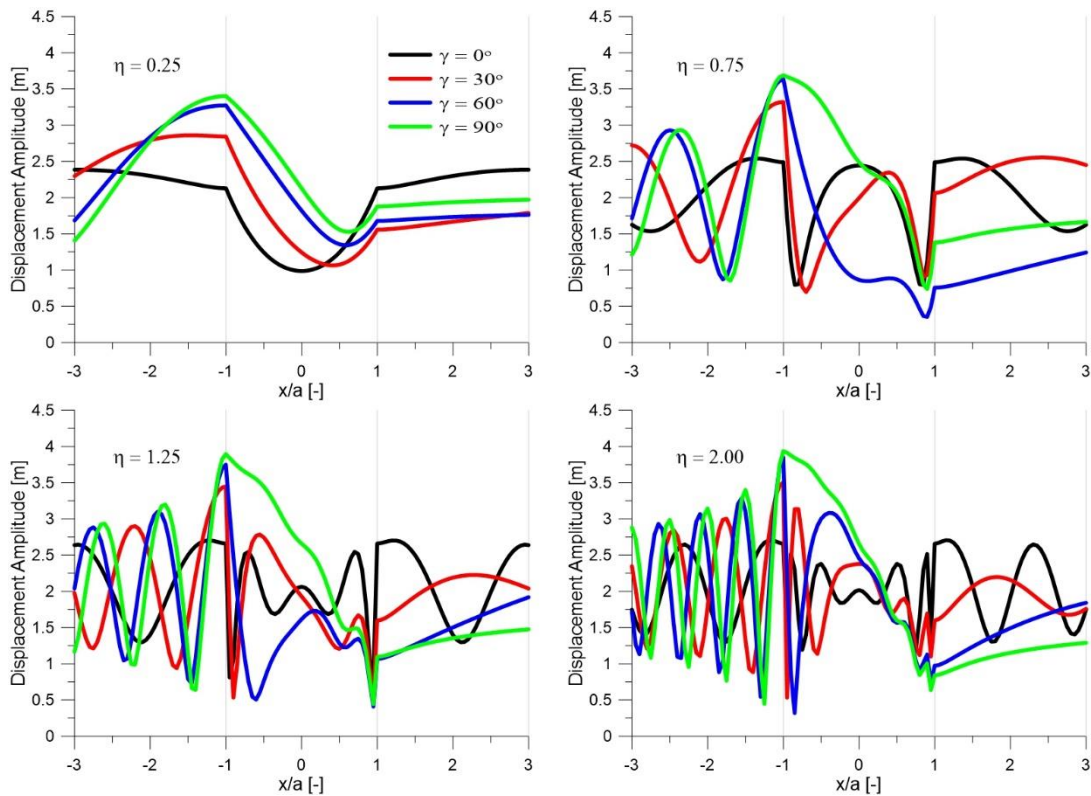 4.5
4
3.5
3
2.5
2
1.5
1
0.5
0
Displacement Amplitude [m]
η = 0.25
γ = 0°
γ = 30°
γ = 60°
γ = 90°
-3 -2 -1 0 1 2 3
x/a [-]
4.5
4
3.5
3
2.5
2
1.5
1
0.5
0
Displacement Amplitude [m]
η = 0.75
-3 -2 -1 0 1 2 3
x/a [-]
4.5
4
3.5
3
2.5
2
1.5
1
0.5
0
Displacement Amplitude [m]
η = 1.25
-3 -2 -1 0 1 2 3
x/a [-]
4.5
4
3.5
3
2.5
2
1.5
1
0.5
0
Displacement Amplitude [m]
η = 2.00
-3 -2 -1 0 1 2 3
x/a [-]